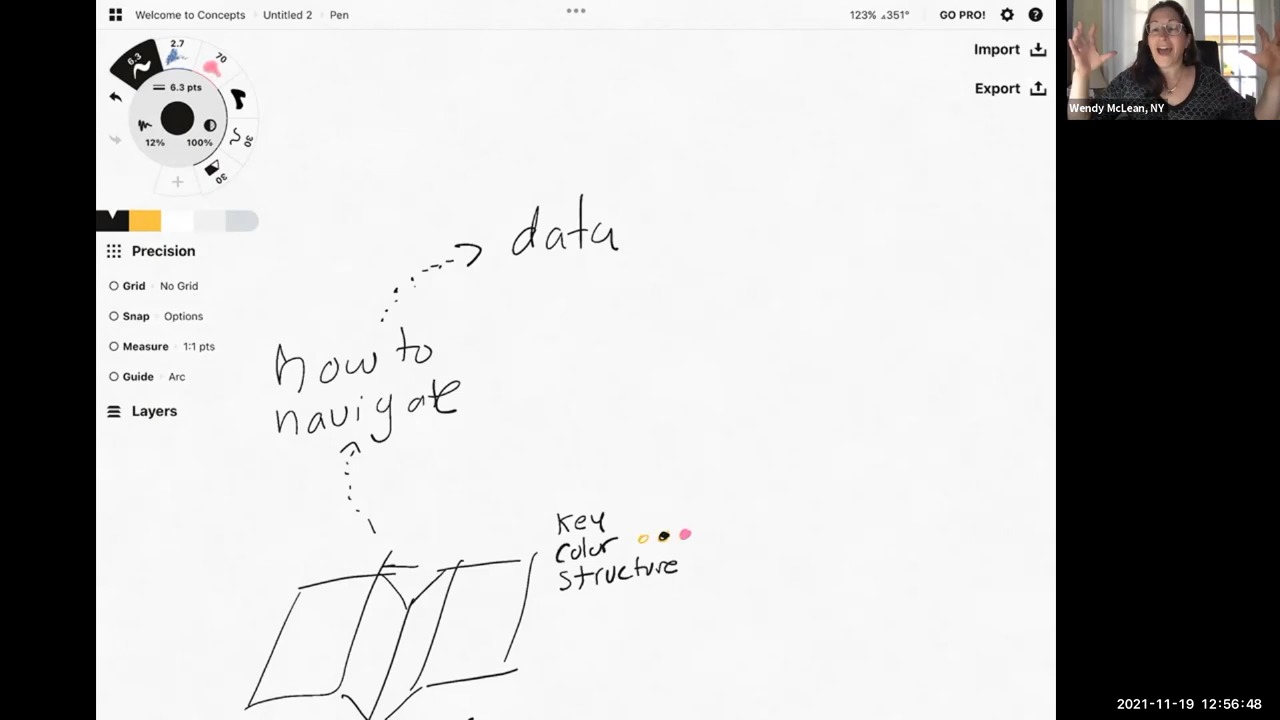 Welcome to Concepts Untitled 2 Pen
123% 351° GO PRO!
Import
Export
Wendy McLean, NY
6.3
2.7
70
30
30
6.3 pts
12% 100%
Precision
Grid No Grid
Snap Options
Measure 1:1 pts
Guide Arc
Layers
data
how to
navigate
Key
Color
Structure
2021-11-19 12:56:48